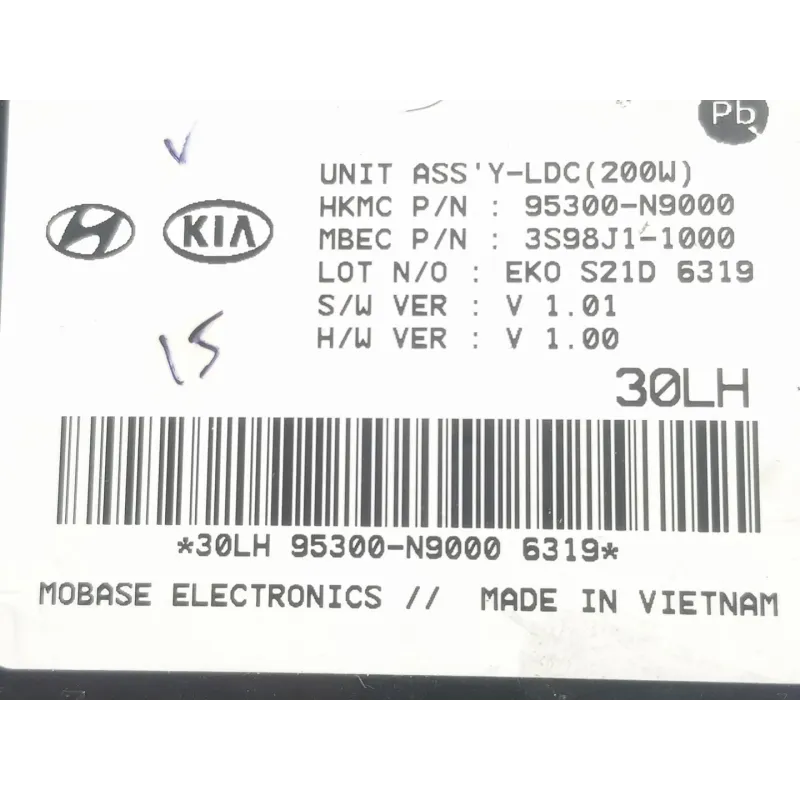 Pb
V
UNIT ASS'Y-LDC(200W)
HKMC P/N : 95300-N9000
MBEC P/N : 3S98J1-1000
LOT N/O : EKO S21D 6319
S/W VER : V 1.01
H/W VER : V 1.00
KIA
15
30LH
*30LH 95300-N9000 6319*
MOBASE ELECTRONICS // MADE IN VIETNAM